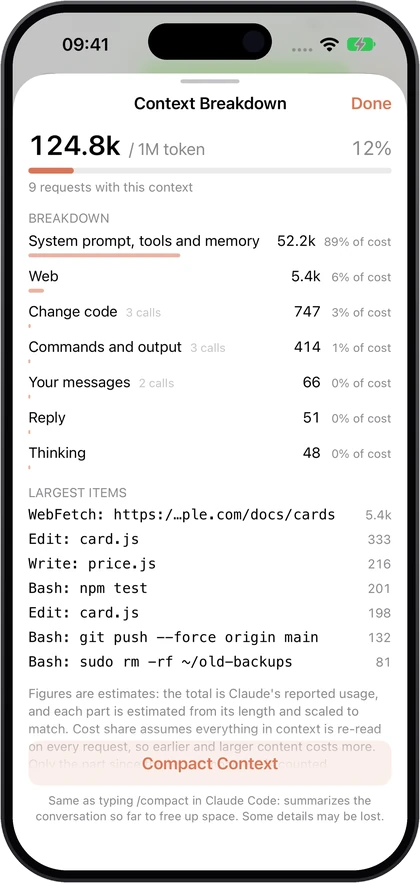 09:41
Context Breakdown
Done
124.8k / 1M token 12%
9 requests with this context
BREAKDOWN
System prompt, tools and memory 52.2k 89% of cost
Web 5.4k 6% of cost
Change code 3 calls 747 3% of cost
Commands and output 3 calls 414 1% of cost
Your messages 2 calls 66 0% of cost
Reply 51 0% of cost
Thinking 48 0% of cost
LARGEST ITEMS
WebFetch: https:/…ple.com/docs/cards 5.4k
Edit: card.js 333
Write: price.js 216
Bash: npm test 201
Edit: card.js 198
Bash: git push --force origin main 132
Bash: sudo rm -rf ~/old-backups 81
Figures are estimates: the total is Claude's reported usage,
and each part is estimated from its length and scaled to
match. Cost share assumes everything in context is re-read
on every request, so earlier and larger content costs more.
Only the part since
Compact Context
Same as typing /compact in Claude Code: summarizes the
conversation so far to free up space. Some details may be lost.